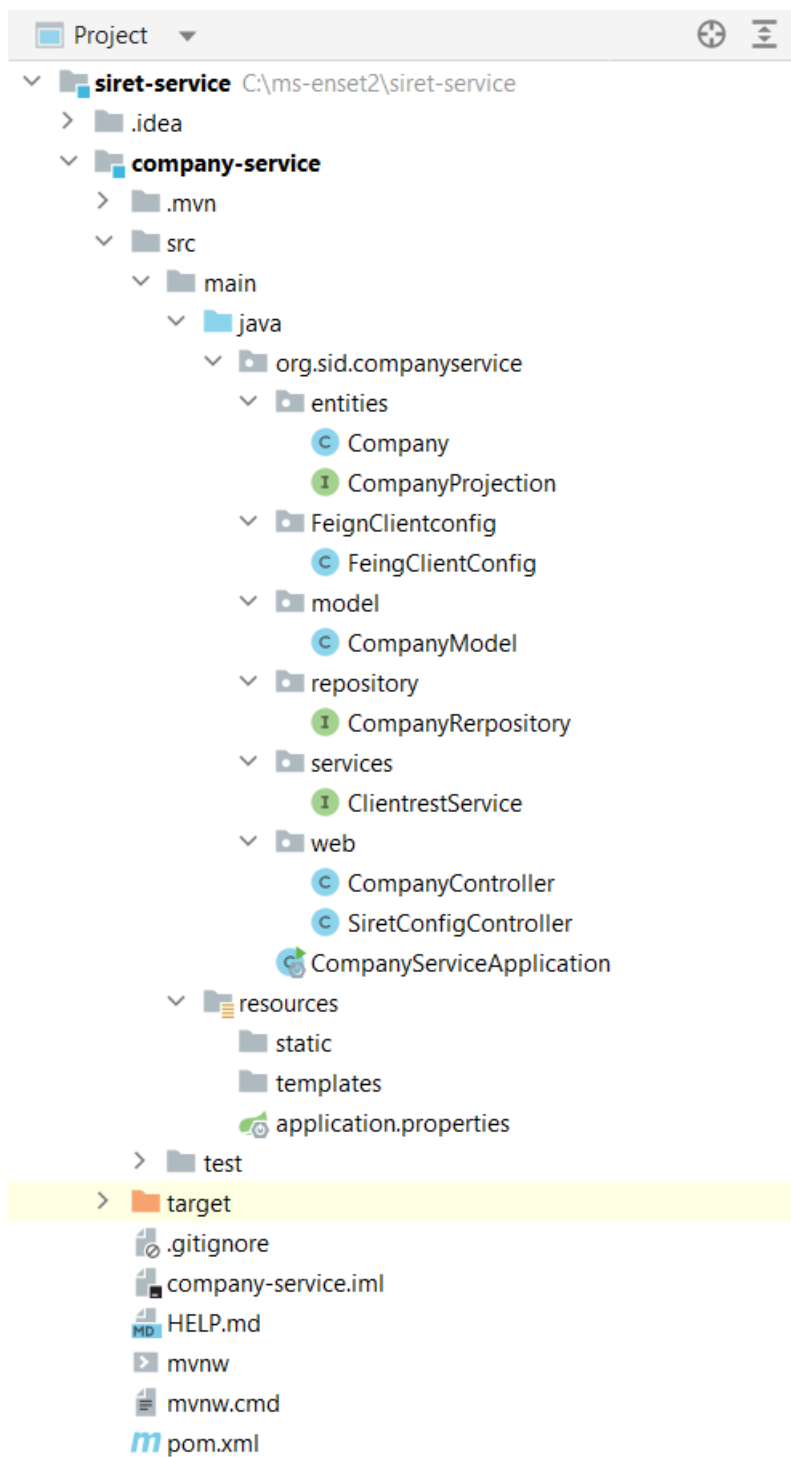 Project
siret-service C:\ms-enset2\siret-service
.idea
company-service
.mvn
src
main
java
org.sid.companyservice
entities
C Company
I CompanyProjection
FeignClientconfig
C FeingClientConfig
model
C CompanyModel
repository
I CompanyRerpository
services
I ClientrestService
web
C CompanyController
C SiretConfigController
C CompanyServiceApplication
resources
static
templates
application.properties
test
target
.gitignore
company-service.iml
MD HELP.md
mvnw
mvnw.cmd
m pom.xml